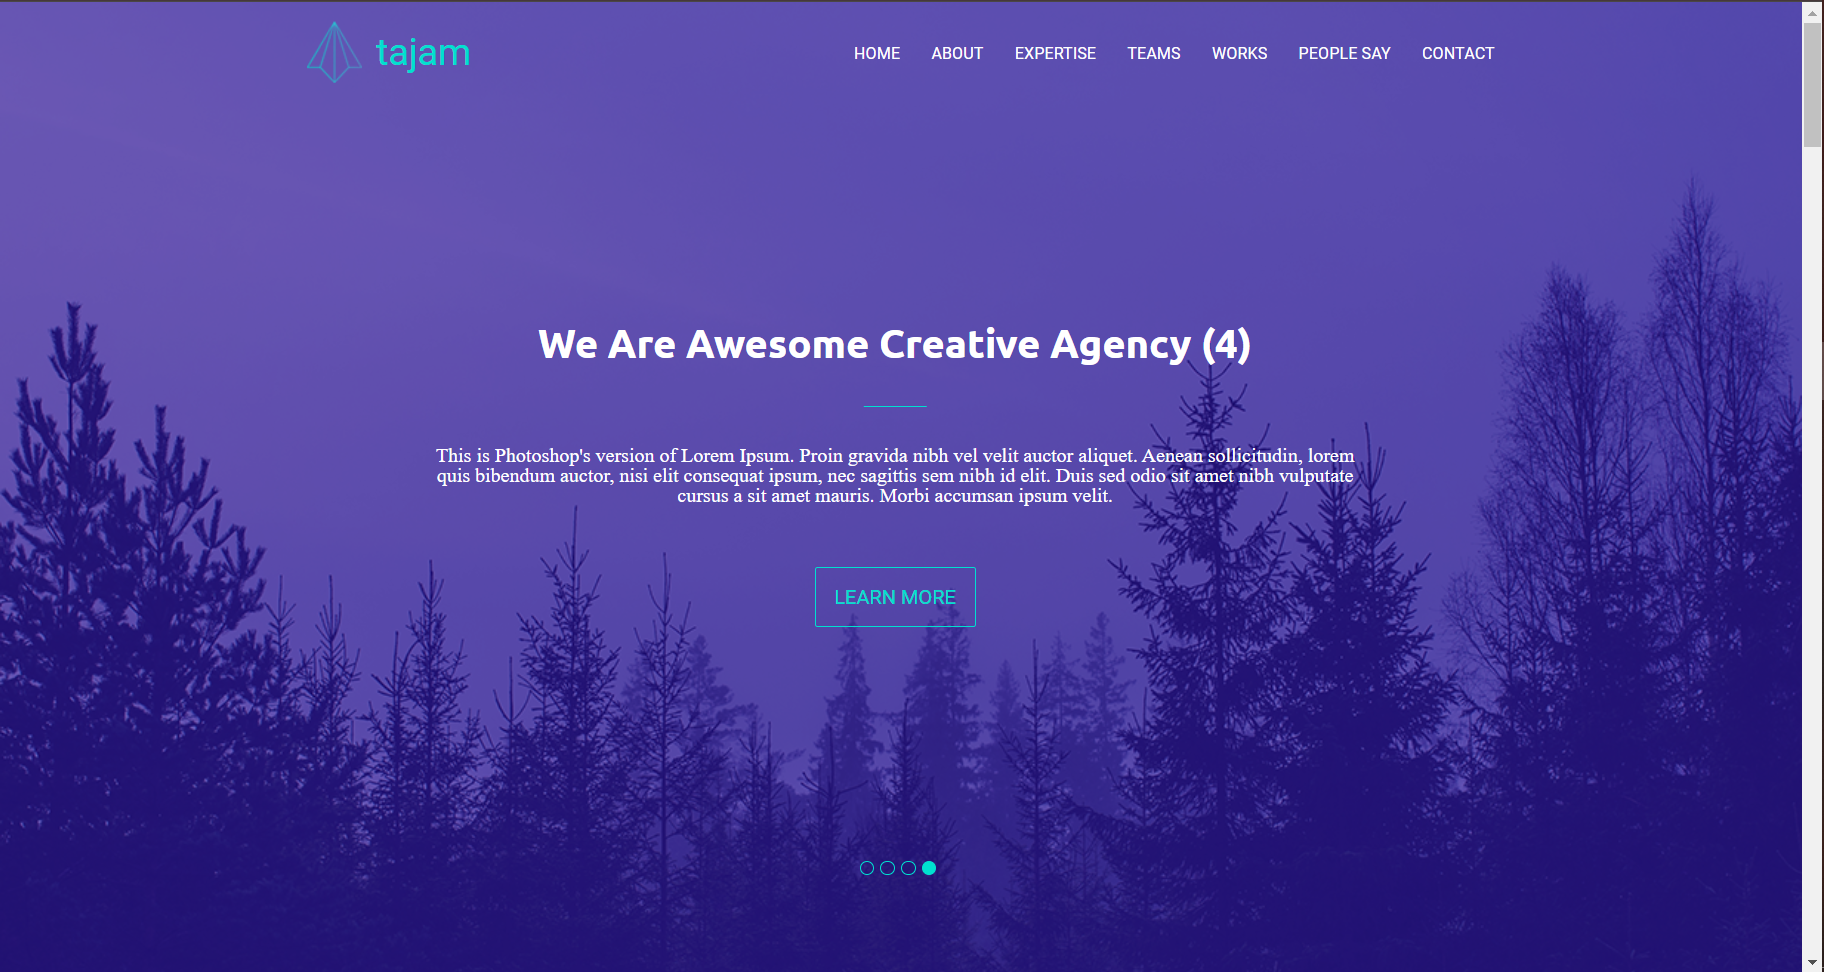 tajam
HOME ABOUT EXPERTISE TEAMS WORKS PEOPLE SAY CONTACT
We Are Awesome Creative Agency (4)
This is Photoshop's version of Lorem Ipsum. Proin gravida nibh vel velit auctor aliquet. Aenean sollicitudin, lorem
quis bibendum auctor, nisi elit consequat ipsum, nec sagittis sem nibh id elit. Duis sed odio sit amet nibh vulputate
cursus a sit amet mauris. Morbi accumsan ipsum velit.
LEARN MORE